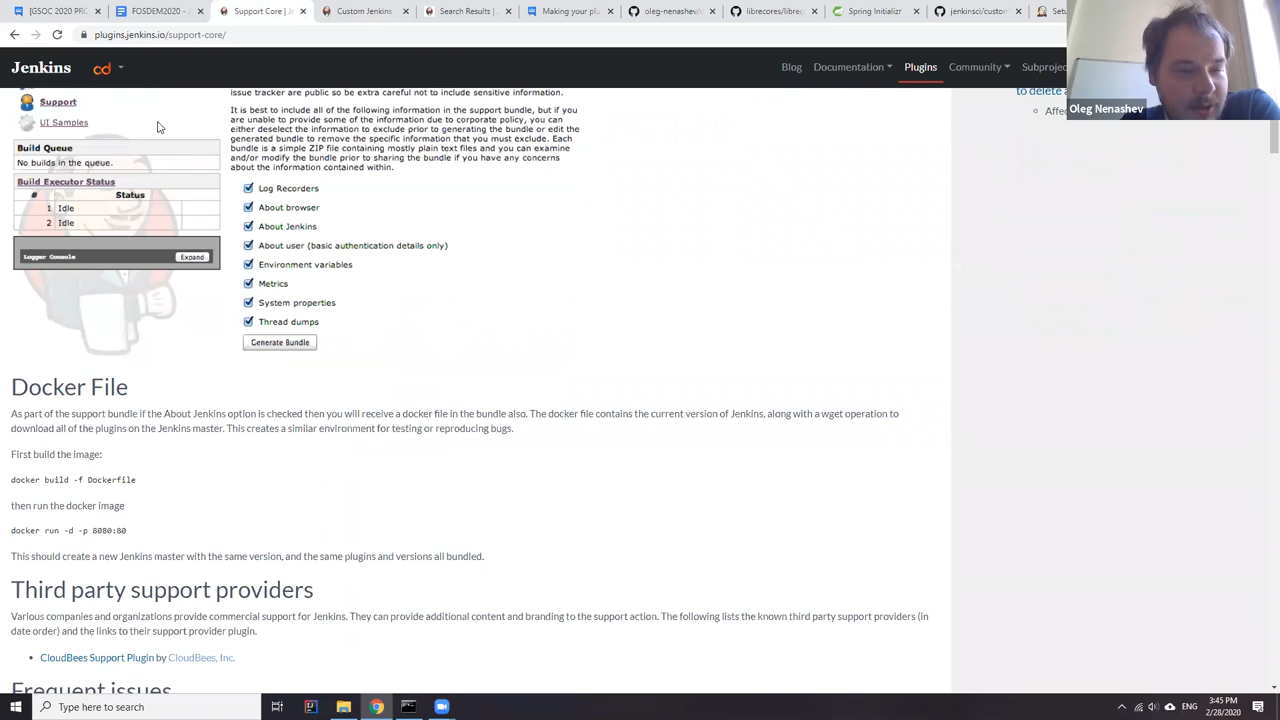 [GSOC 2020 PRO
FOSDEM2020 - A
Support Core | J
Custom Jenkins
Search Results | J
Making your plu
oleg-nenashev/
librecores/libre
Spring Initializr
jenkinsci/custom
Setu
plugins.jenkins.io/support-core/
Jenkins
cd
Blog
Documentation
Plugins
Community
Subproje
to delete a
Affe
Oleg Nenashev
Support
UI Samples
Build Queue
No builds in the queue.
Build Executor Status
# Status
1 Idle
2 Idle
Logger Console
Expand
issue tracker are public so be extra careful not to include sensitive information.
It is best to include all of the following information in the support bundle, but if you
are unable to provide some of the information due to corporate policy, you can
either deselect the information to exclude prior to generating the bundle or edit the
generated bundle to remove the specific information that you must exclude. Each
bundle is a simple ZIP file containing mostly plain text files and you can examine
and/or modify the bundle prior to sharing the bundle if you have any concerns
about the information contained within.
Log Recorders
About browser
About Jenkins
About user (basic authentication details only)
Environment variables
Metrics
System properties
Thread dumps
Generate Bundle
Docker File
As part of the support bundle if the About Jenkins option is checked then you will receive a docker file in the bundle also. The docker file contains the current version of Jenkins, along with a wget operation to
download all of the plugins on the Jenkins master. This creates a similar environment for testing or reproducing bugs.
First build the image:
docker build -f Dockerfile
then run the docker image
docker run -d -p 8080:80
This should create a new Jenkins master with the same version, and the same plugins and versions all bundled.
Third party support providers
Various companies and organizations provide commercial support for Jenkins. They can provide additional content and branding to the support action. The following lists the known third party support providers (in
date order) and the links to their support provider plugin.
CloudBees Support Plugin by CloudBees, Inc.
Frequent issues
Type here to search
ENG
3:45 PM
2/28/2020